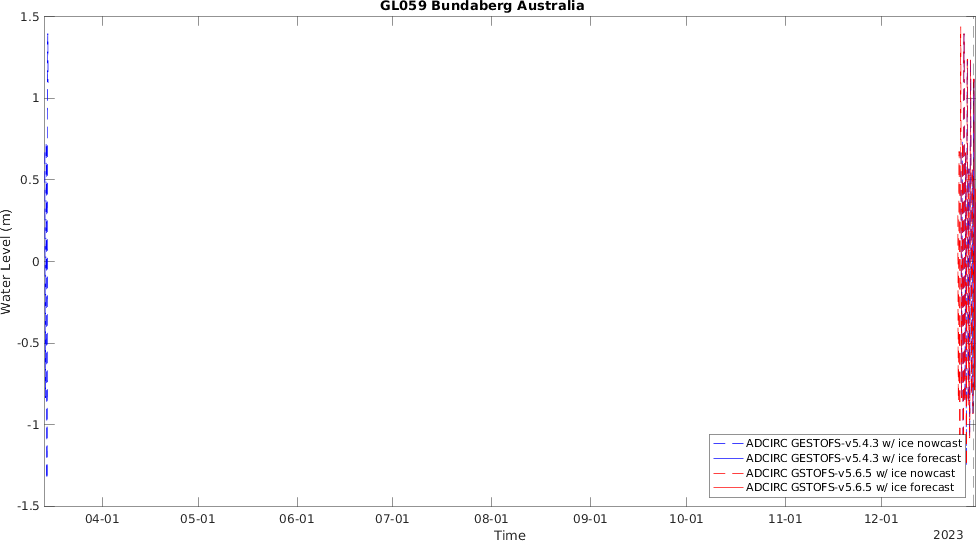 GL059 Bundaberg Australia
1.5
1
0.5
0
-0.5
-1
-1.5
Water Level (m)
04-01 05-01 06-01 07-01 08-01 09-01 10-01 11-01 12-01
Time
2023
ADCIRC GESTOFS-v5.4.3 w/ ice nowcast
ADCIRC GESTOFS-v5.4.3 w/ ice forecast
ADCIRC GSTOFS-v5.6.5 w/ ice nowcast
ADCIRC GSTOFS-v5.6.5 w/ ice forecast